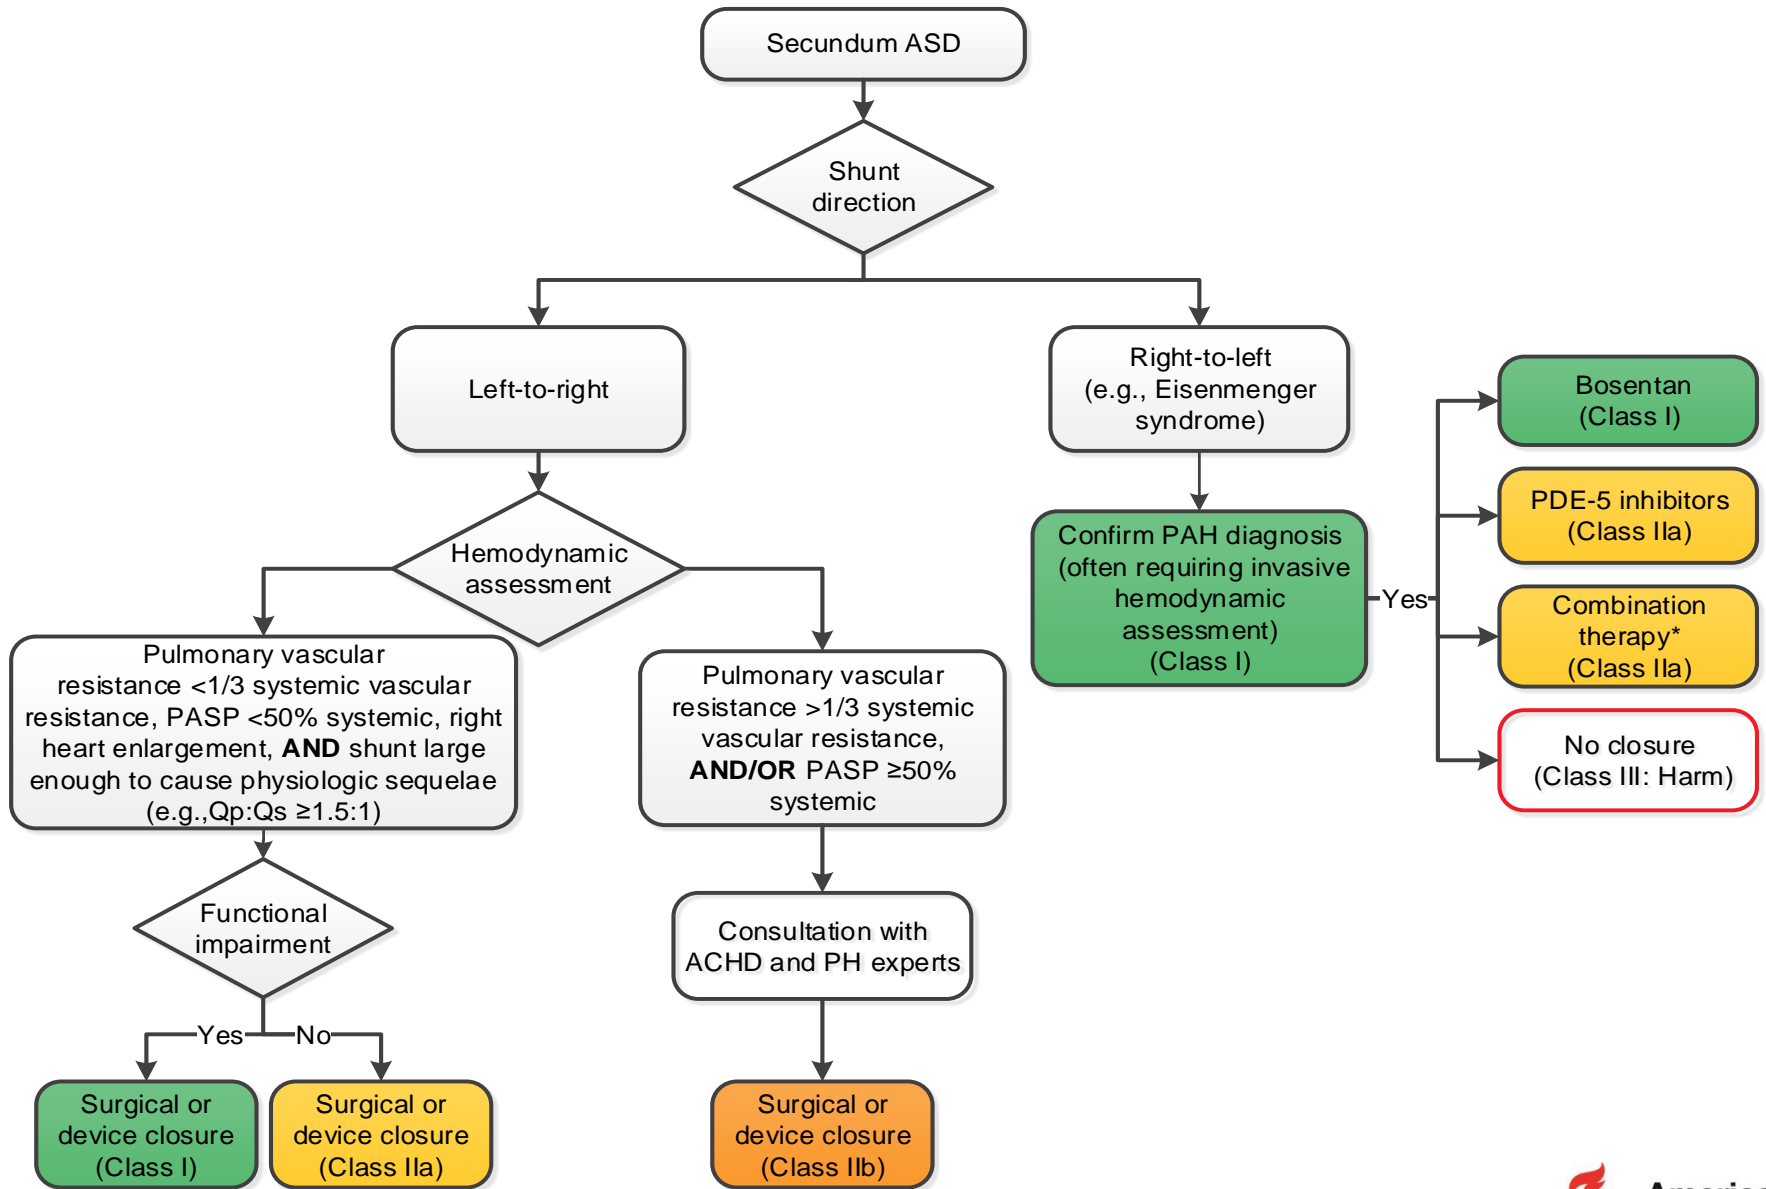 Secundum ASD
Shunt
direction
Left-to-right
Right-to-left
(e.g., Eisenmenger
syndrome)
Hemodynamic
assessment
Confirm PAH diagnosis
(often requiring invasive
hemodynamic
assessment)
(Class I)
Yes
Bosentan
(Class I)
PDE-5 inhibitors
(Class IIa)
Combination
therapy*
(Class IIa)
No closure
(Class III: Harm)
Pulmonary vascular
resistance <1/3 systemic vascular
resistance, PASP <50% systemic, right
heart enlargement, AND shunt large
enough to cause physiologic sequelae
(e.g.,Qp:Qs ≥1.5:1)
Pulmonary vascular
resistance >1/3 systemic
vascular resistance,
AND/OR PASP ≥50%
systemic
Functional
impairment
Consultation with
ACHD and PH experts
Yes
No
Surgical or
device closure
(Class I)
Surgical or
device closure
(Class IIa)
Surgical or
device closure
(Class IIb)